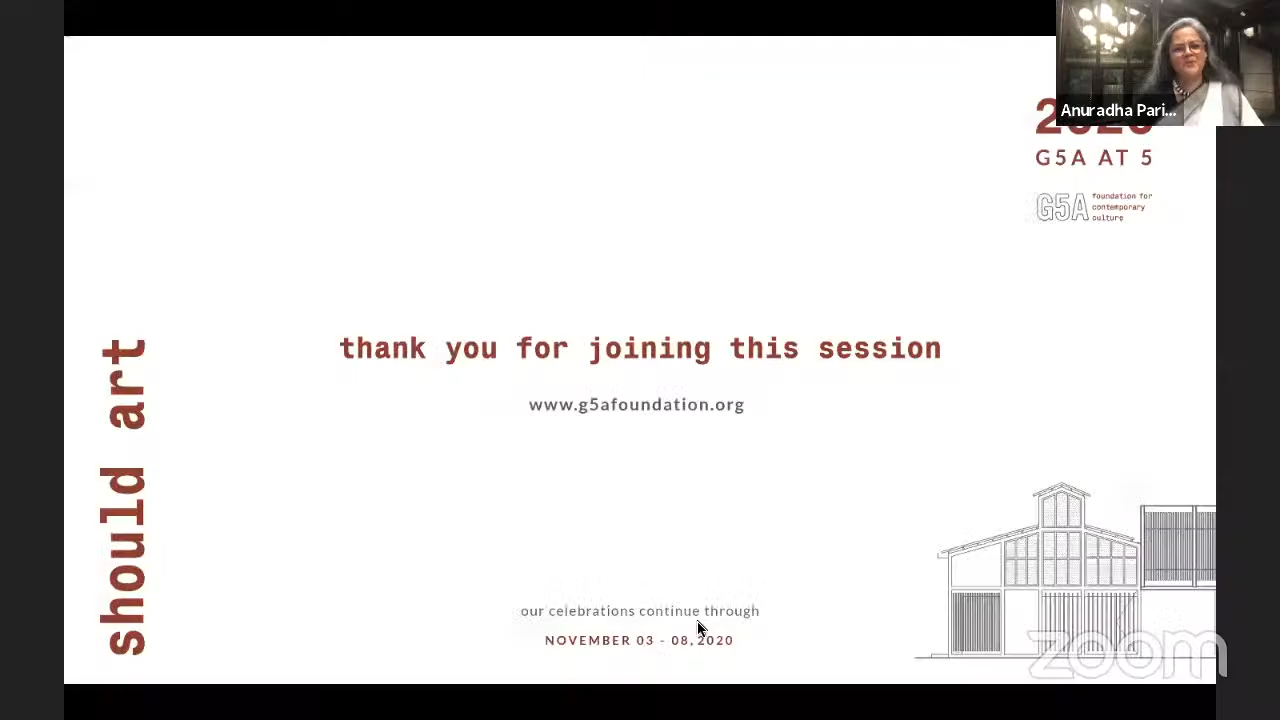 Anuradha Pari...
G5A AT 5
G5A
foundation for
contemporary
culture
should art
thank you for joining this session
www.g5afoundation.org
our celebrations continue through
NOVEMBER 03 - 08, 2020
zoom